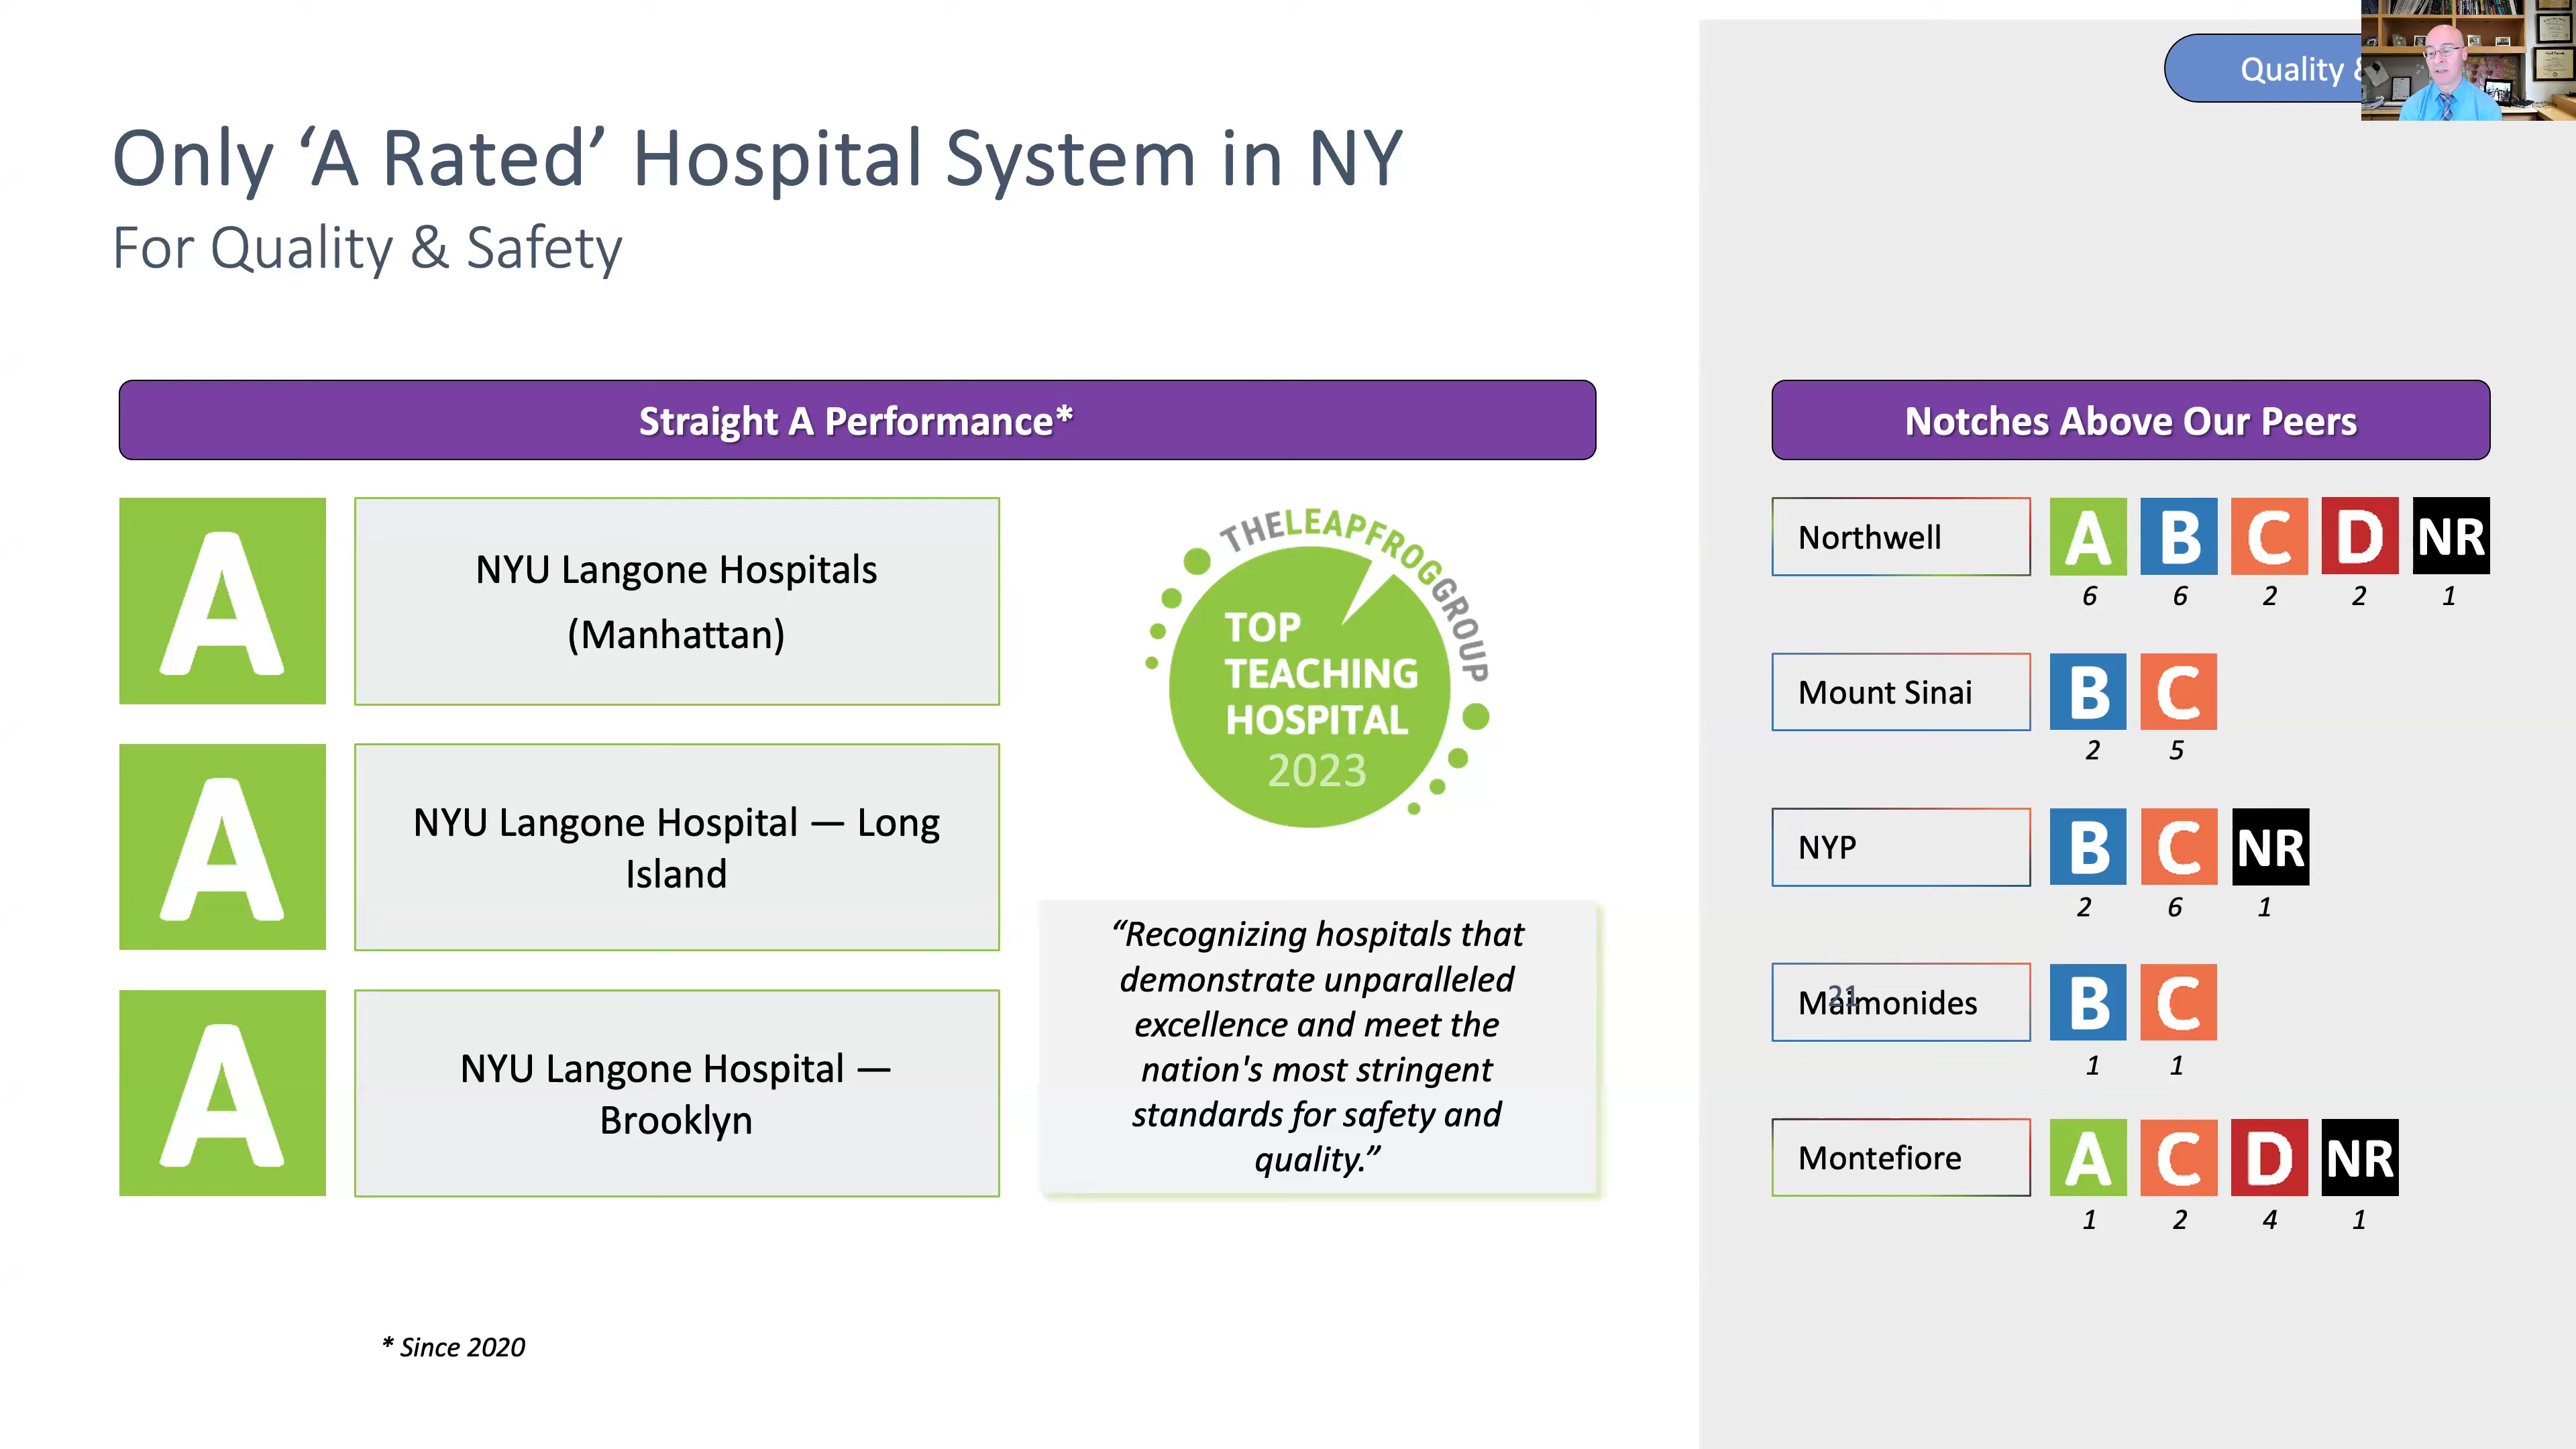 Quality &
Only ‘A Rated’ Hospital System in NY
For Quality & Safety
Straight A Performance*
A
NYU Langone Hospitals
(Manhattan)
A
NYU Langone Hospital — Long
Island
A
NYU Langone Hospital —
Brooklyn
THELEAPFROGGROUP
TOP
TEACHING
HOSPITAL
2023
“Recognizing hospitals that
demonstrate unparalleled
excellence and meet the
nation's most stringent
standards for safety and
quality.”
* Since 2020
Notches Above Our Peers
Northwell A B C D NR
6 6 2 2 1
Mount Sinai B C
2 5
NYP B C NR
2 6 1
21
Maimonides B C
1 1
Montefiore A C D NR
1 2 4 1